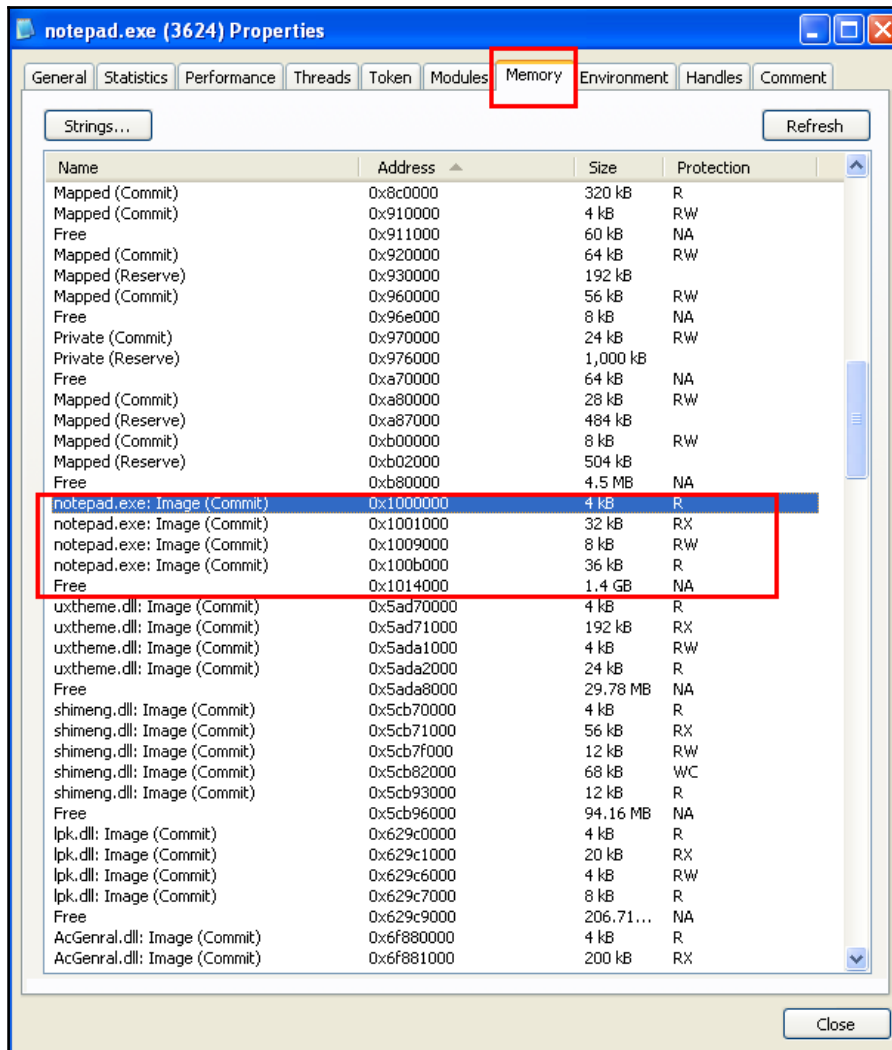 notepad.exe (3624) Properties
General Statistics Performance Threads Token Modules Memory Environment Handles Comment
Strings... Refresh
Name Address Size Protection
Mapped (Commit) 0x8c0000 320 kB R
Mapped (Commit) 0x910000 4 kB RW
Free 0x911000 60 kB NA
Mapped (Commit) 0x920000 64 kB RW
Mapped (Reserve) 0x930000 192 kB
Mapped (Commit) 0x960000 56 kB RW
Free 0x96e000 8 kB NA
Private (Commit) 0x970000 24 kB RW
Private (Reserve) 0x976000 1,000 kB
Free 0xa70000 64 kB NA
Mapped (Commit) 0xa80000 28 kB RW
Mapped (Reserve) 0xa87000 484 kB
Mapped (Commit) 0xb00000 8 kB RW
Mapped (Reserve) 0xb02000 504 kB
Free 0xb80000 4.5 MB NA
notepad.exe: Image (Commit) 0x1000000 4 kB R
notepad.exe: Image (Commit) 0x1001000 32 kB RX
notepad.exe: Image (Commit) 0x1009000 8 kB RW
notepad.exe: Image (Commit) 0x100b000 36 kB R
Free 0x1014000 1.4 GB NA
uxtheme.dll: Image (Commit) 0x5ad70000 4 kB R
uxtheme.dll: Image (Commit) 0x5ad71000 192 kB RX
uxtheme.dll: Image (Commit) 0x5ada1000 4 kB RW
uxtheme.dll: Image (Commit) 0x5ada2000 24 kB R
Free 0x5ada8000 29.78 MB NA
shimeng.dll: Image (Commit) 0x5cb70000 4 kB R
shimeng.dll: Image (Commit) 0x5cb71000 56 kB RX
shimeng.dll: Image (Commit) 0x5cb7f000 12 kB RW
shimeng.dll: Image (Commit) 0x5cb82000 68 kB WC
shimeng.dll: Image (Commit) 0x5cb93000 12 kB R
Free 0x5cb96000 94.16 MB NA
lpk.dll: Image (Commit) 0x629c0000 4 kB R
lpk.dll: Image (Commit) 0x629c1000 20 kB RX
lpk.dll: Image (Commit) 0x629c6000 4 kB RW
lpk.dll: Image (Commit) 0x629c7000 8 kB R
Free 0x629c9000 206.71... NA
AcGenral.dll: Image (Commit) 0x6f880000 4 kB R
AcGenral.dll: Image (Commit) 0x6f881000 200 kB RX
Close